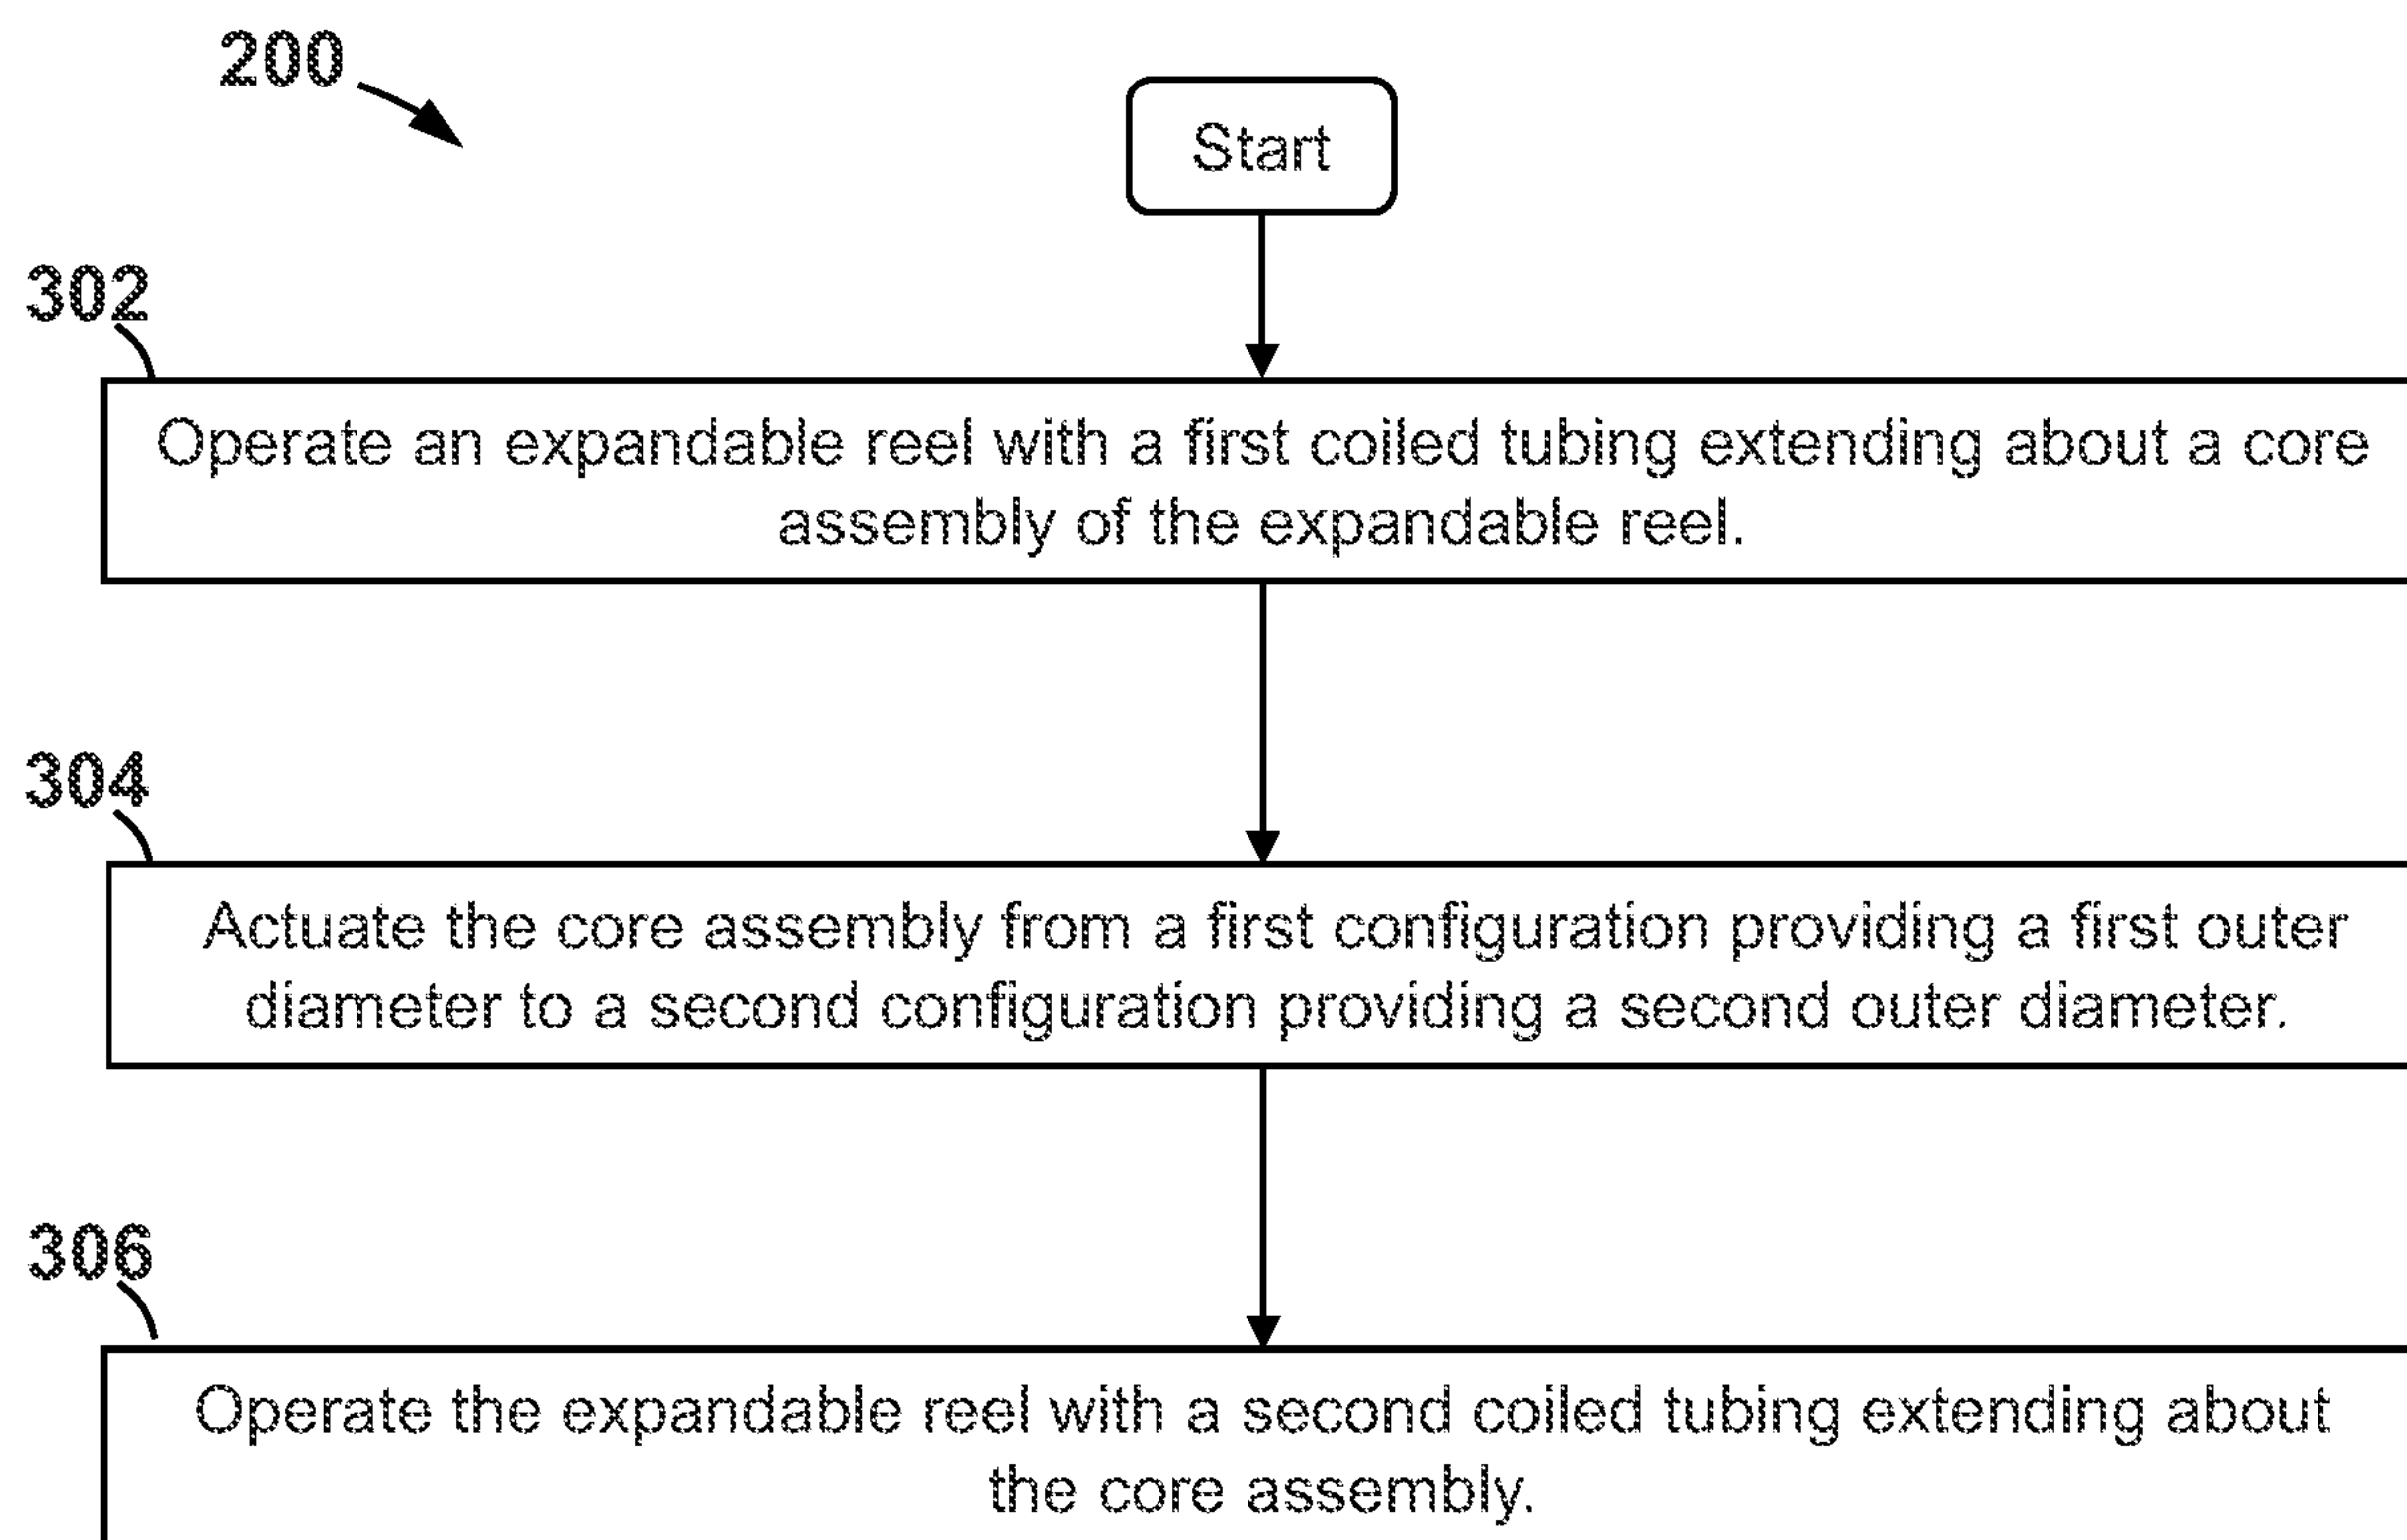 200
Start
302
Operate an expandable reel with a first coiled tubing extending about a core
assembly of the expandable reel.
304
Actuate the core assembly from a first configuration providing a first outer
diameter to a second configuration providing a second outer diameter.
306
Operate the expandable reel with a second coiled tubing extending about
the core assembly.